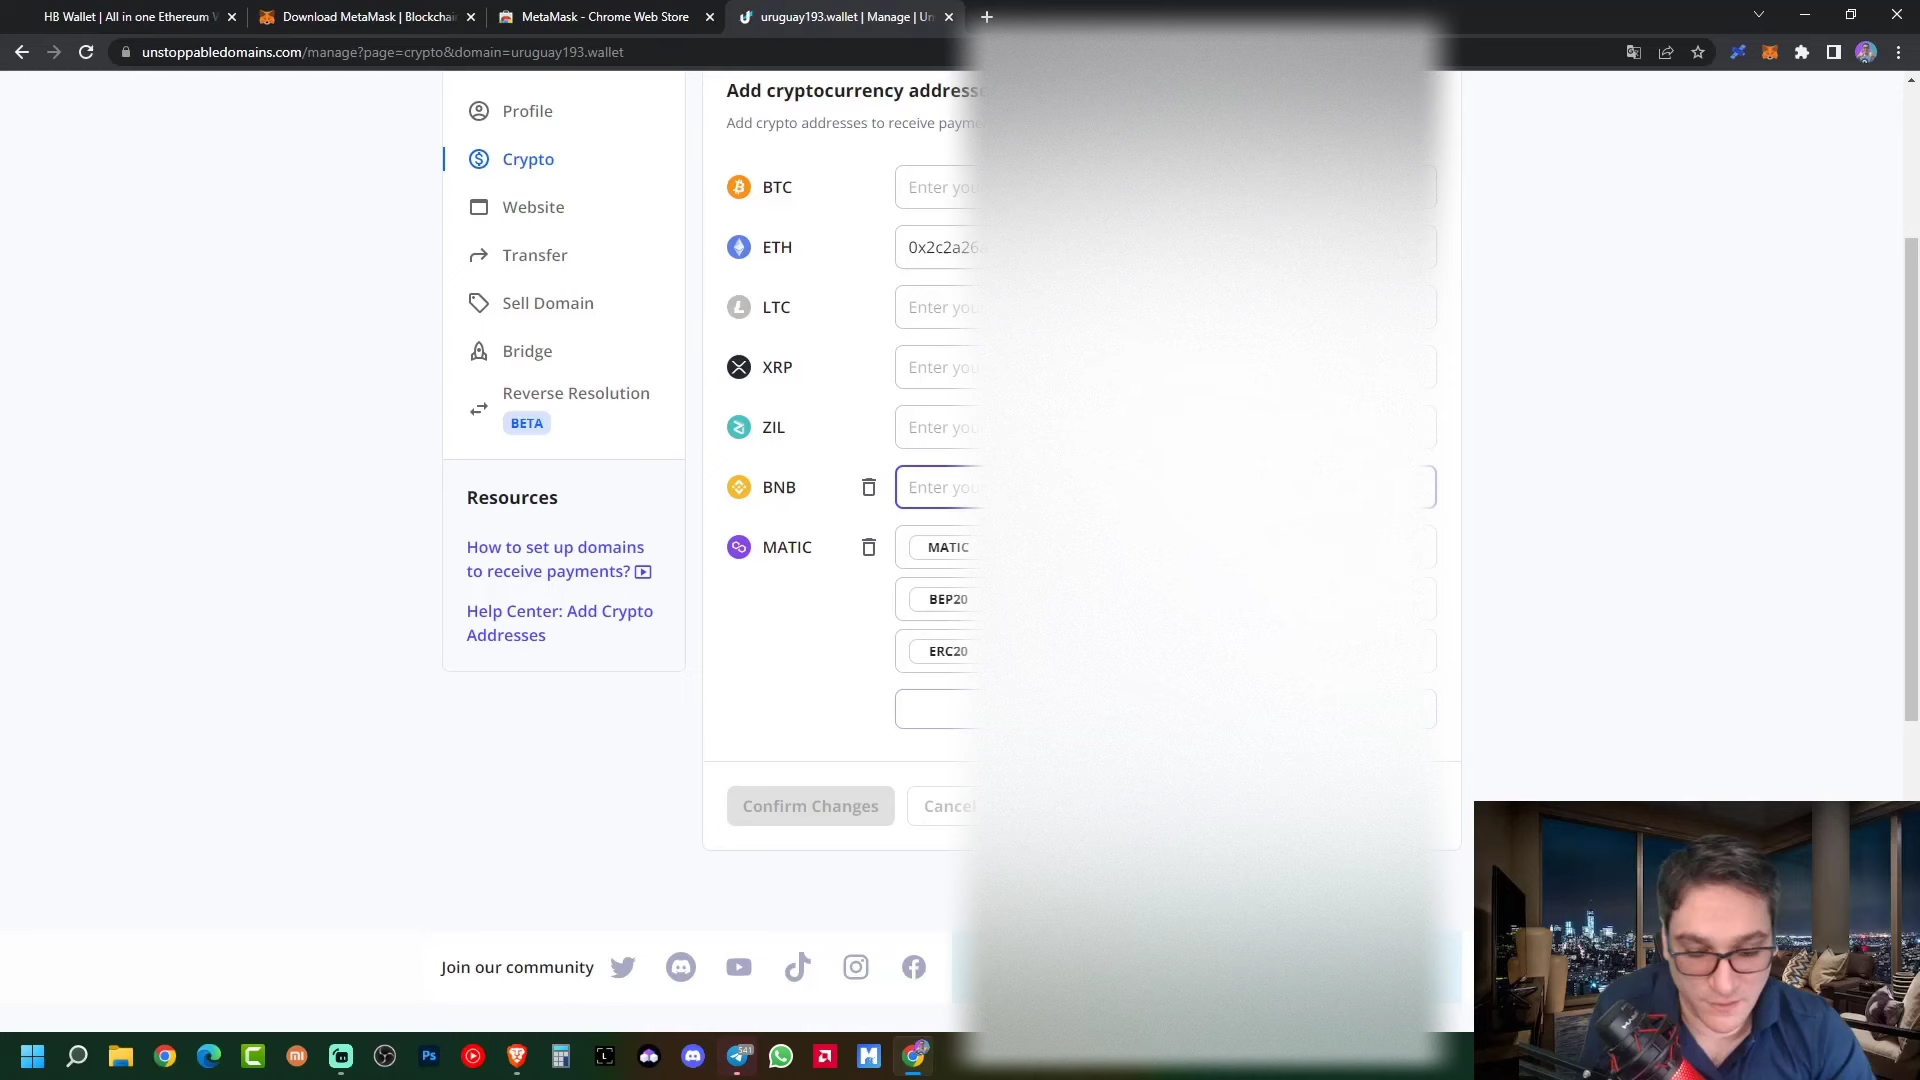 HB Wallet | All in one Ethereum W
Download MetaMask | Blockchain
MetaMask - Chrome Web Store
uruguay193.wallet | Manage | Un
unstoppabledomains.com/manage?page=crypto&domain=uruguay193.wallet
Profile
Crypto
Website
Transfer
Sell Domain
Bridge
Reverse Resolution
BETA
Resources
How to set up domains
to receive payments?
Help Center: Add Crypto
Addresses
Add cryptocurrency address
Add crypto addresses to receive payme
BTC
Enter you
ETH
0x2c2a26
LTC
Enter you
XRP
Enter you
ZIL
Enter you
BNB
Enter your
MATIC
MATIC
BEP20
ERC20
Confirm Changes
Cancel
Join our community
Ps
541